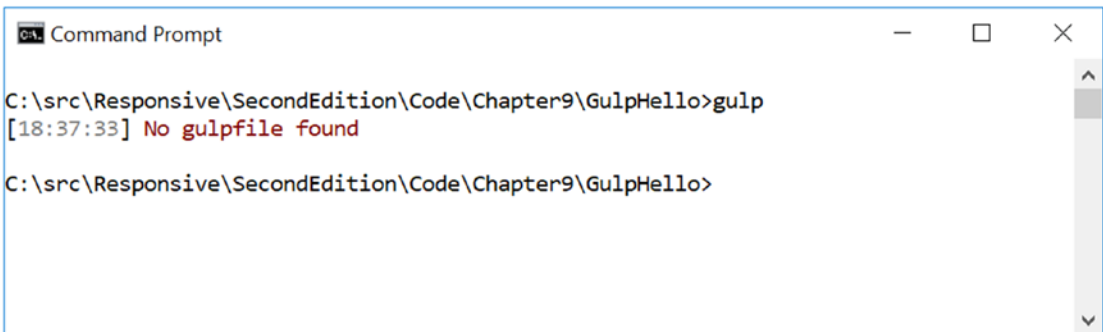 Command Prompt
C:\src\Responsive\SecondEdition\Code\Chapter9\GulpHello>gulp
[18:37:33] No gulpfile found
C:\src\Responsive\SecondEdition\Code\Chapter9\GulpHello>